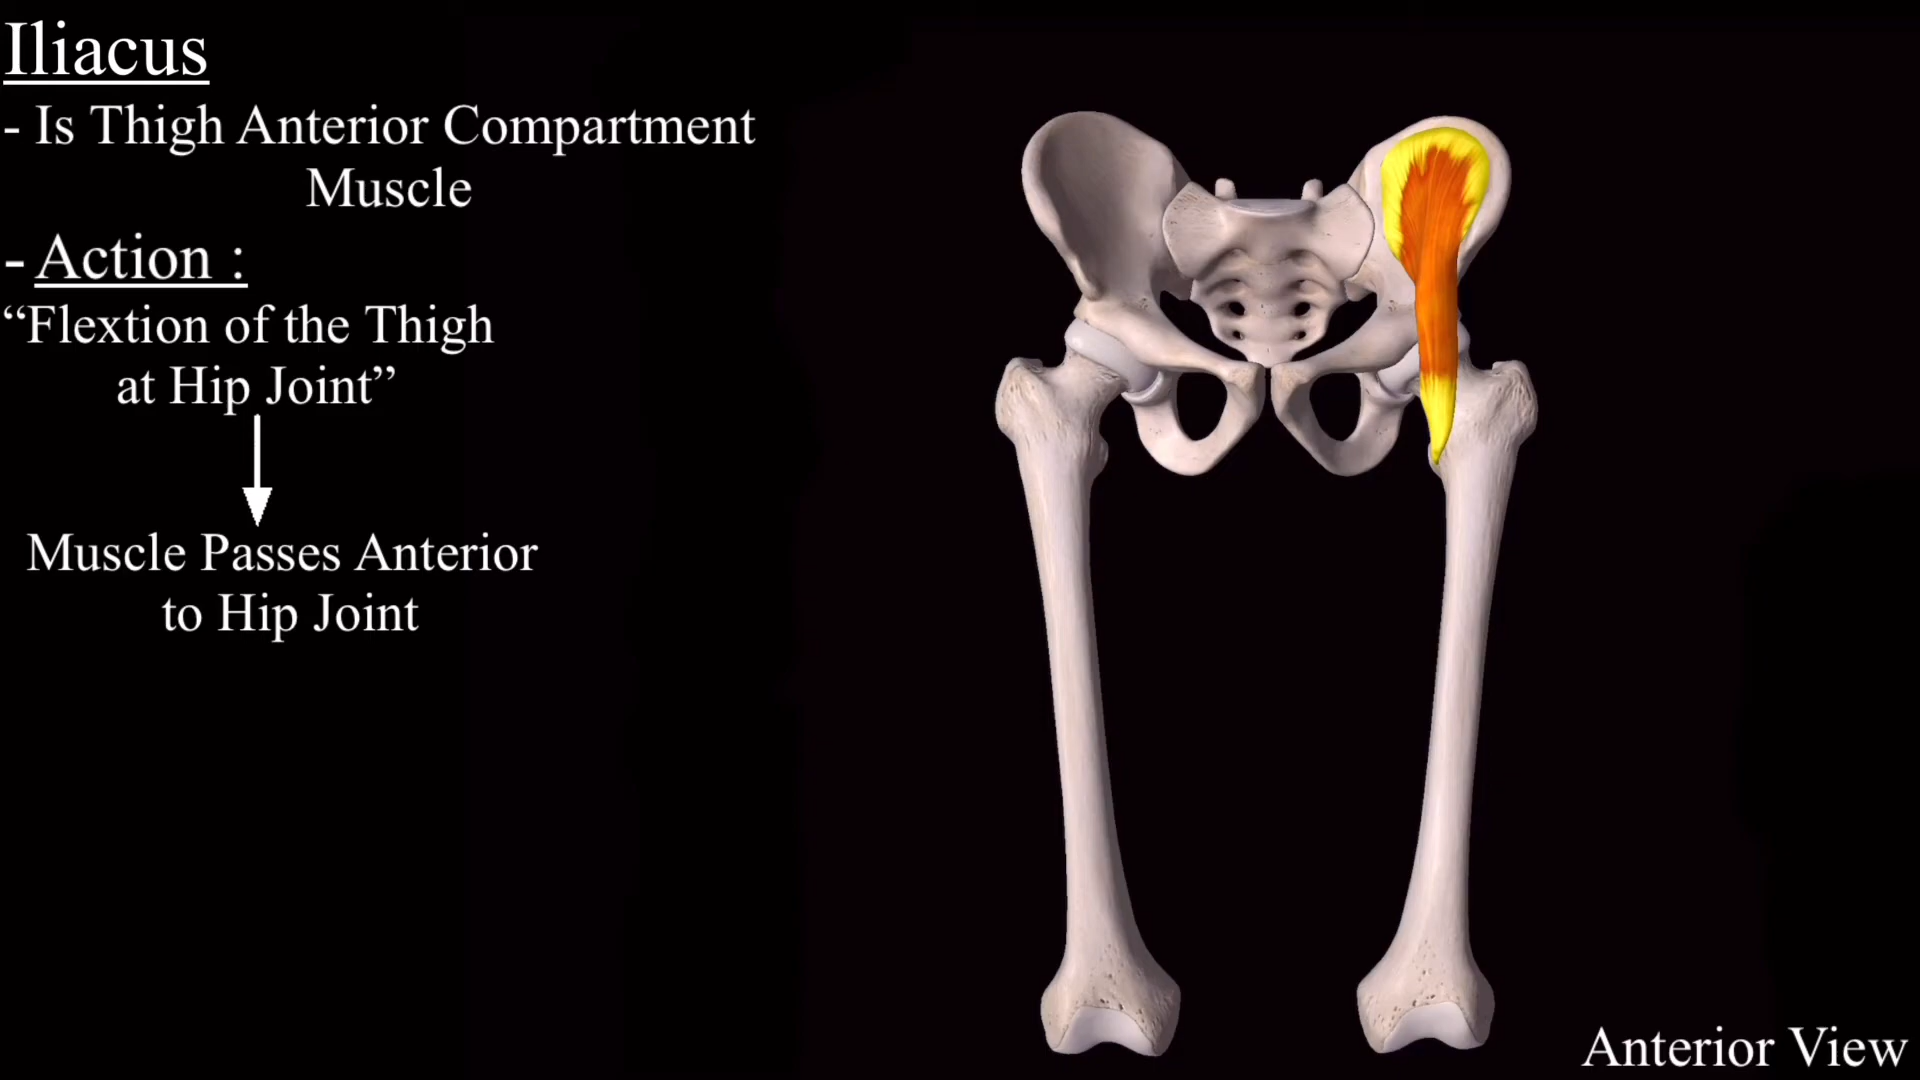 Iliacus
- Is Thigh Anterior Compartment
Muscle
- Action :
“Flextion of the Thigh
at Hip Joint”
Muscle Passes Anterior
to Hip Joint
Anterior View